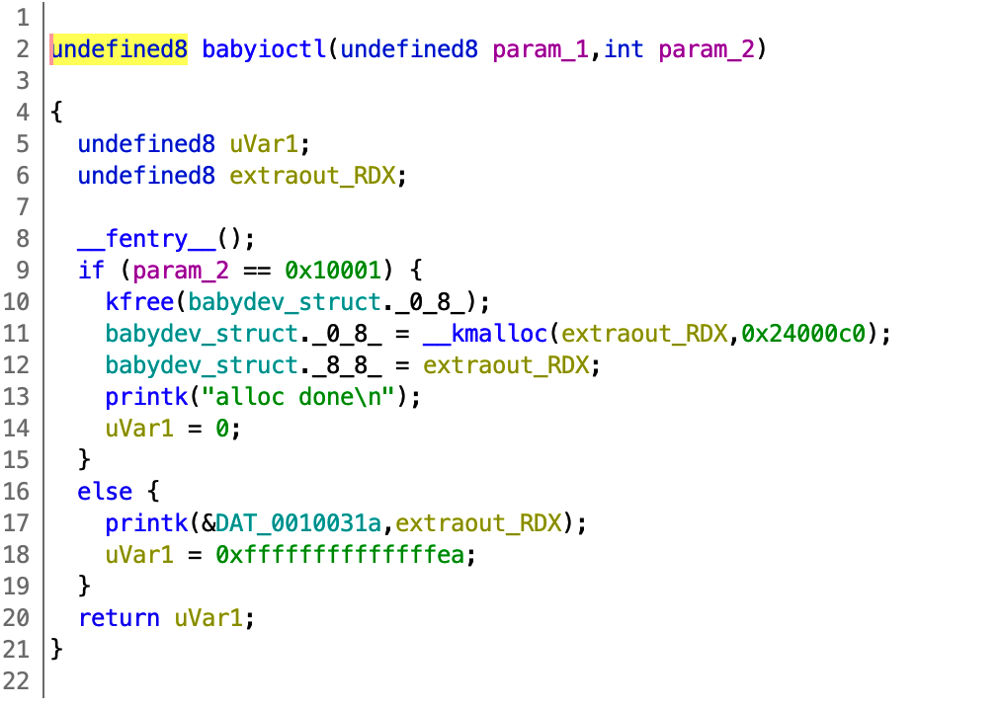 1
2 undefined8 babyioctl(undefined8 param_1,int param_2)
3
4 {
5   undefined8 uVar1;
6   undefined8 extraout_RDX;
7
8   __fentry__();
9   if (param_2 == 0x10001) {
10     kfree(babydev_struct._0_8_);
11     babydev_struct._0_8_ = __kmalloc(extraout_RDX,0x24000c0);
12     babydev_struct._8_8_ = extraout_RDX;
13     printk("alloc done\n");
14     uVar1 = 0;
15   }
16   else {
17     printk(&DAT_0010031a,extraout_RDX);
18     uVar1 = 0xffffffffffffffea;
19   }
20   return uVar1;
21 }
22